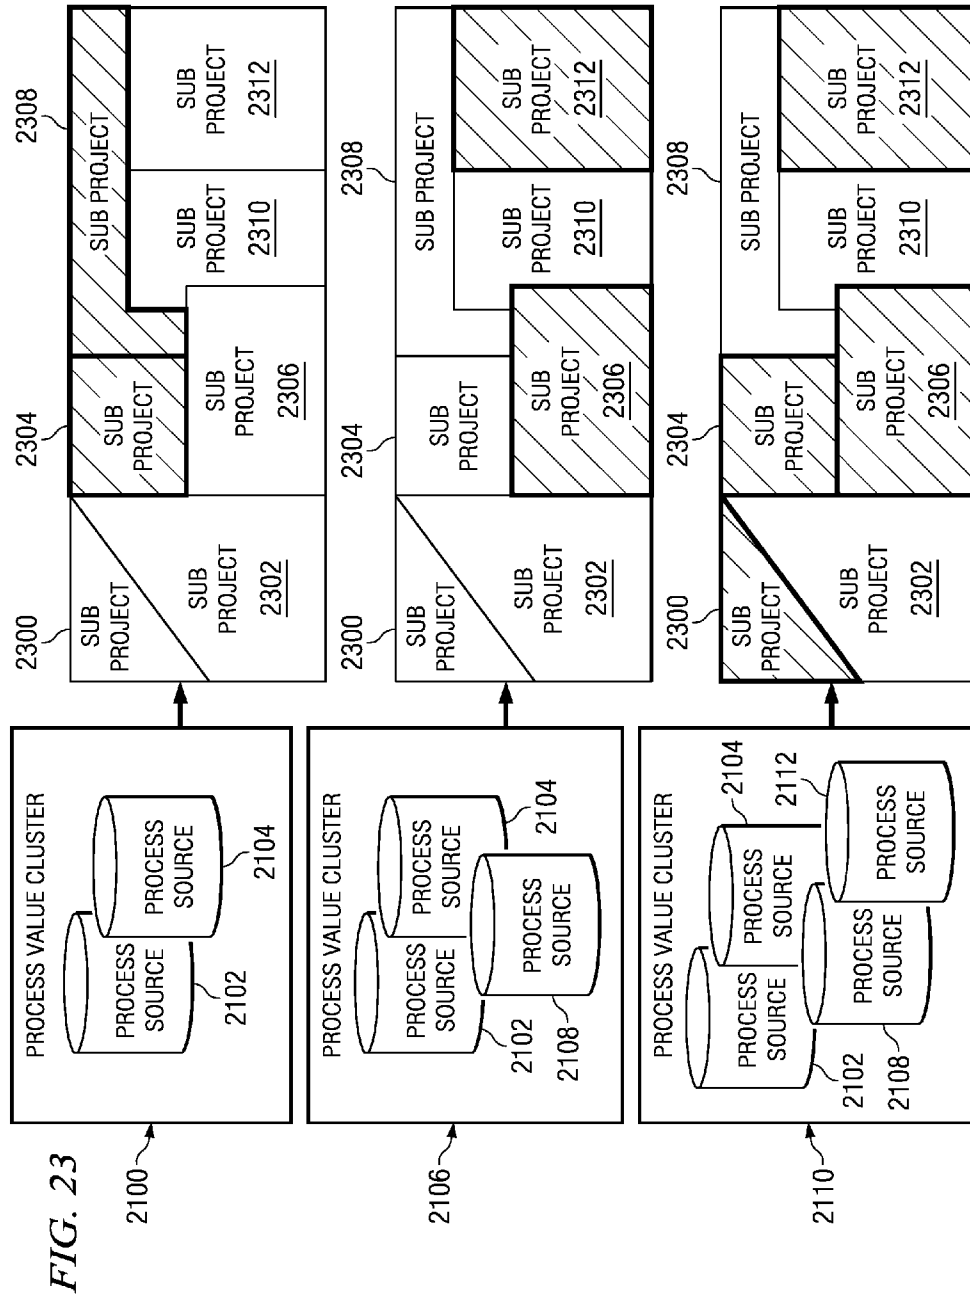 FIG. 23
2100
PROCESS VALUE CLUSTER
PROCESS
SOURCE
2102
PROCESS
SOURCE
2104
2300
SUB
PROJECT
SUB
PROJECT
2302
2304
SUB
PROJECT
SUB
PROJECT
2306
2308
SUB PROJECT
SUB
PROJECT
2310
SUB
PROJECT
2312
2106
PROCESS VALUE CLUSTER
PROCESS
SOURCE
2102
PROCESS
SOURCE
2104
PROCESS
SOURCE
2108
2300
SUB
PROJECT
SUB
PROJECT
2302
2304
SUB
PROJECT
SUB
PROJECT
2306
2308
SUB PROJECT
SUB
PROJECT
2310
SUB
PROJECT
2312
2110
PROCESS VALUE CLUSTER
PROCESS
SOURCE
2102
PROCESS
SOURCE
2104
PROCESS
SOURCE
2108
PROCESS
SOURCE
2112
2300
SUB
PROJECT
SUB
PROJECT
2302
2304
SUB
PROJECT
SUB
PROJECT
2306
2308
SUB PROJECT
SUB
PROJECT
2310
SUB
PROJECT
2312